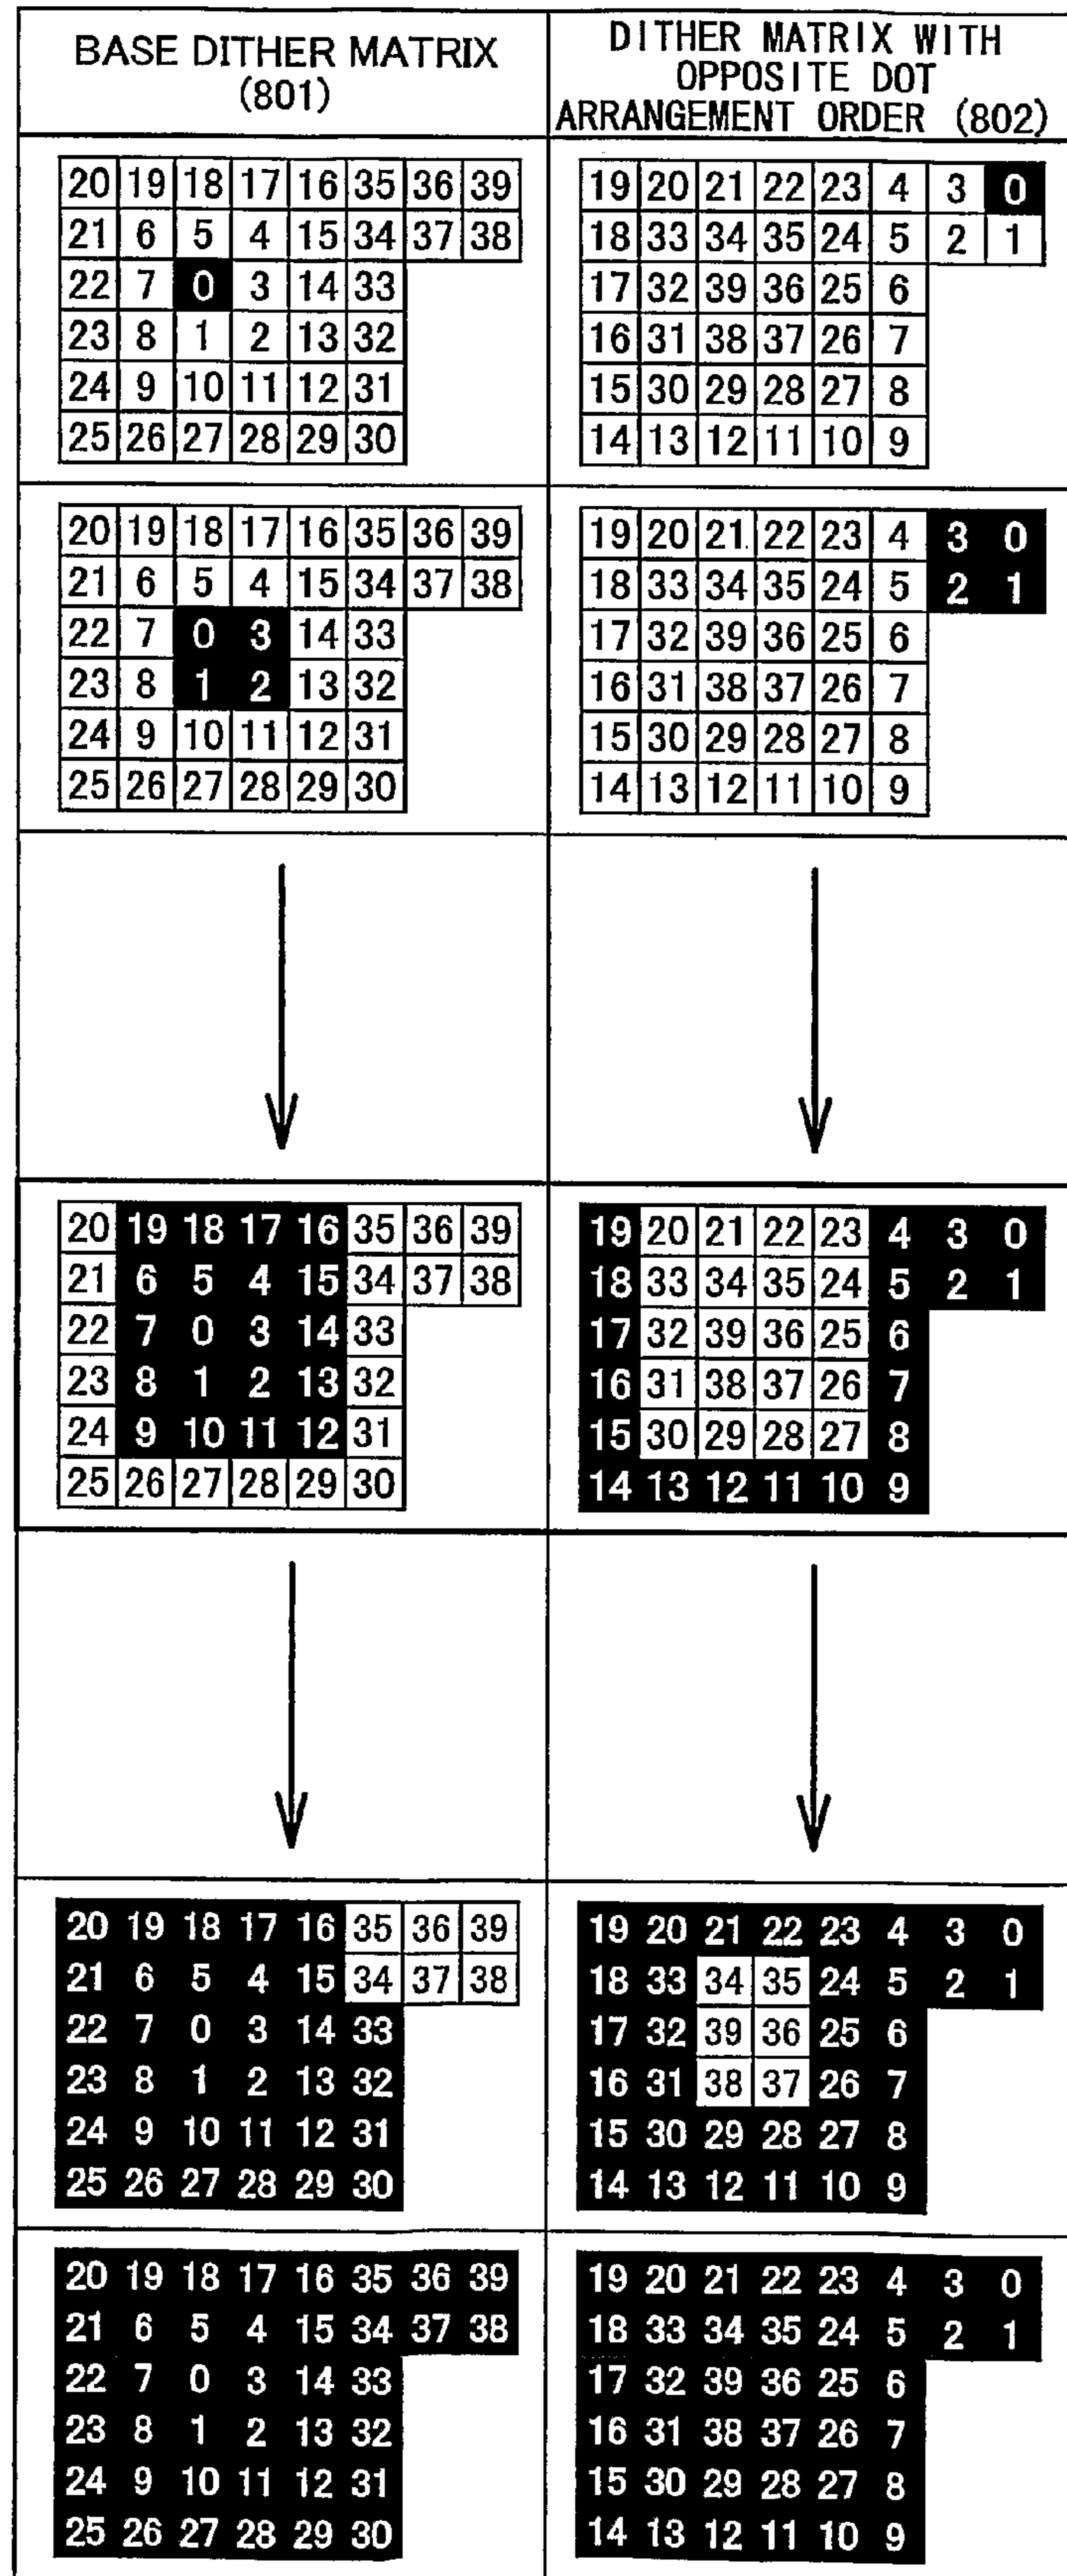 BASE DITHER MATRIX
(801)
DITHER MATRIX WITH
OPPOSITE DOT
ARRANGEMENT ORDER (802)
20 19 18 17 16 35 36 39
21 6 5 4 15 34 37 38
22 7 0 3 14 33
23 8 1 2 13 32
24 9 10 11 12 31
25 26 27 28 29 30
19 20 21 22 23 4 3 0
18 33 34 35 24 5 2 1
17 32 39 36 25 6
16 31 38 37 26 7
15 30 29 28 27 8
14 13 12 11 10 9
20 19 18 17 16 35 36 39
21 6 5 4 15 34 37 38
22 7 0 3 14 33
23 8 1 2 13 32
24 9 10 11 12 31
25 26 27 28 29 30
19 20 21 22 23 4 3 0
18 33 34 35 24 5 2 1
17 32 39 36 25 6
16 31 38 37 26 7
15 30 29 28 27 8
14 13 12 11 10 9
20 19 18 17 16 35 36 39
21 6 5 4 15 34 37 38
22 7 0 3 14 33
23 8 1 2 13 32
24 9 10 11 12 31
25 26 27 28 29 30
19 20 21 22 23 4 3 0
18 33 34 35 24 5 2 1
17 32 39 36 25 6
16 31 38 37 26 7
15 30 29 28 27 8
14 13 12 11 10 9
20 19 18 17 16 35 36 39
21 6 5 4 15 34 37 38
22 7 0 3 14 33
23 8 1 2 13 32
24 9 10 11 12 31
25 26 27 28 29 30
19 20 21 22 23 4 3 0
18 33 34 35 24 5 2 1
17 32 39 36 25 6
16 31 38 37 26 7
15 30 29 28 27 8
14 13 12 11 10 9
20 19 18 17 16 35 36 39
21 6 5 4 15 34 37 38
22 7 0 3 14 33
23 8 1 2 13 32
24 9 10 11 12 31
25 26 27 28 29 30
19 20 21 22 23 4 3 0
18 33 34 35 24 5 2 1
17 32 39 36 25 6
16 31 38 37 26 7
15 30 29 28 27 8
14 13 12 11 10 9